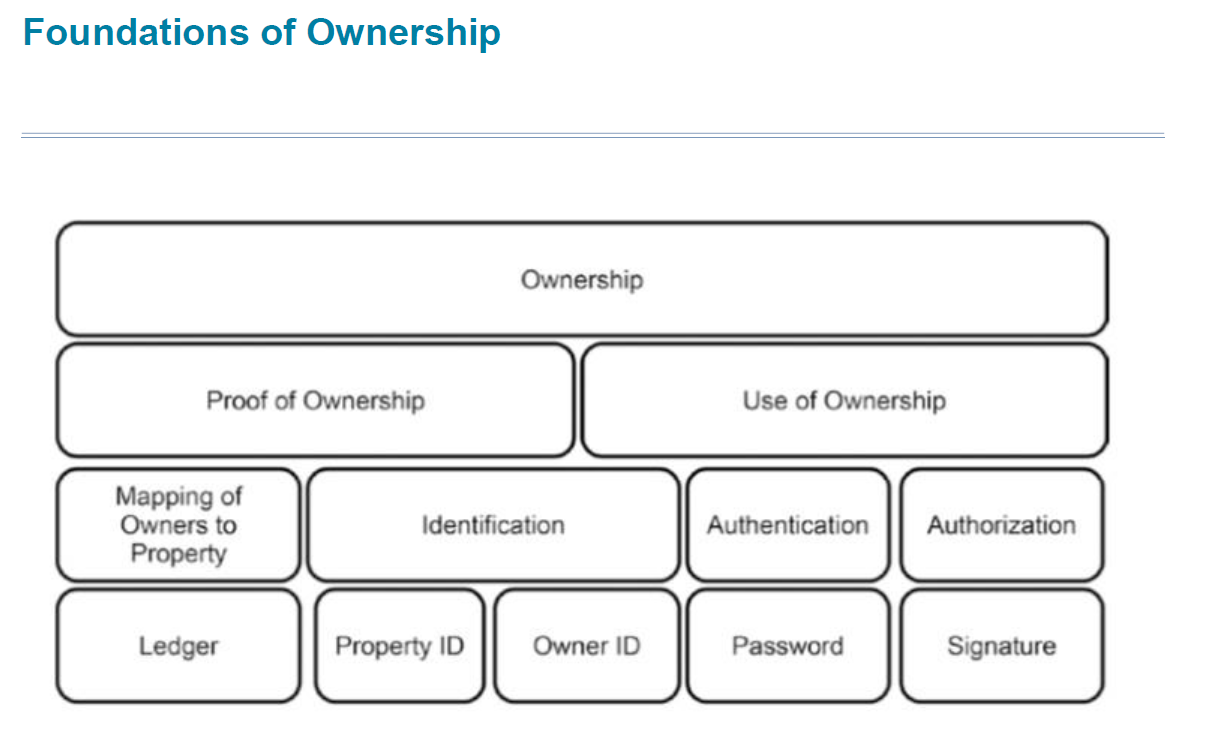 Foundations of Ownership
Ownership
Proof of Ownership
Use of Ownership
Mapping of
Owners to
Property
Identification
Authentication
Authorization
Ledger
Property ID
Owner ID
Password
Signature